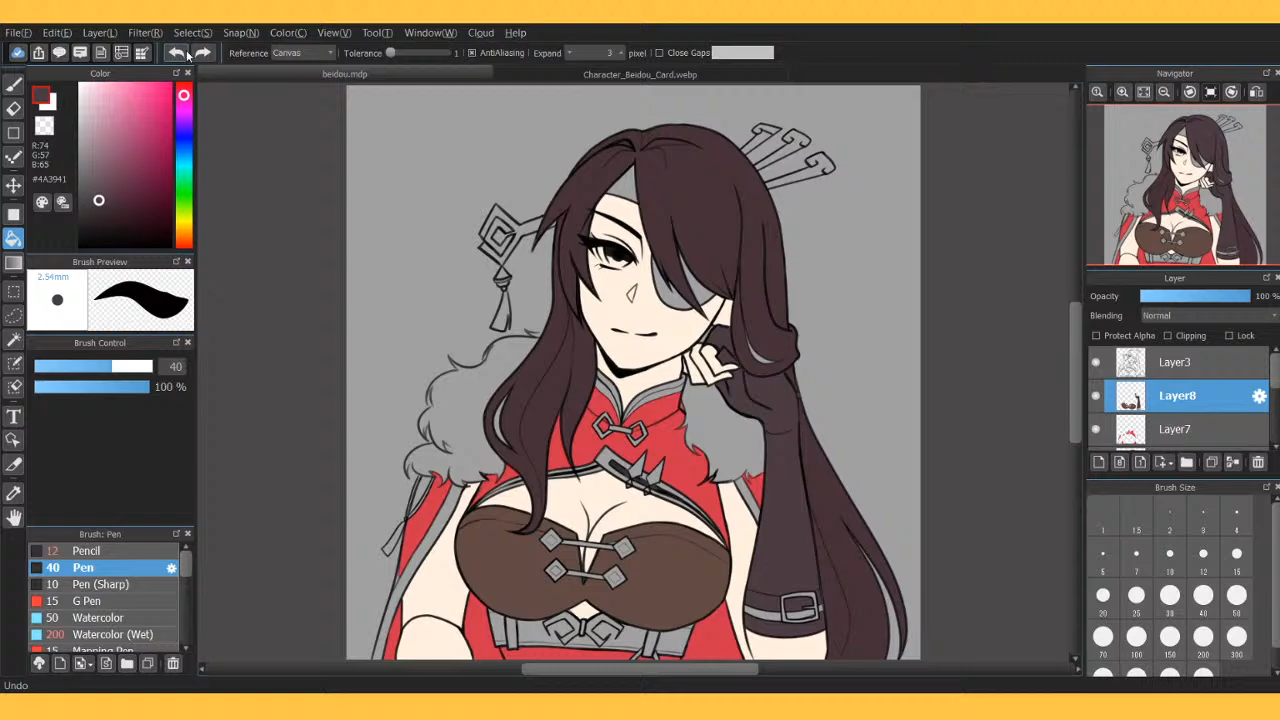 File(F) Edit(E) Layer(L) Filter(R) Select(S) Snap(N) Color(C) View(V) Tool(T) Window(W) Cloud Help
Reference Canvas Tolerance 1 AntiAliasing Expand 3 pixel Close Gaps
Color beidou.mdp Character_Beidou_Card.webp Navigator
R:74
G:57
B:65
#4A3941
Brush Preview
2.54mm
Brush Control
40
100 %
Layer
Opacity 100 %
Blending Normal
Protect Alpha Clipping Lock
Layer3
Layer8
Layer7
Brush Size
1 1.5 2 3 4
5 7 10 12 15
20 25 30 40 50
70 100 150 200 300
Brush: Pen
12 Pencil
40 Pen
10 Pen (Sharp)
15 G Pen
50 Watercolor
200 Watercolor (Wet)
15 Mapping Pen
Undo